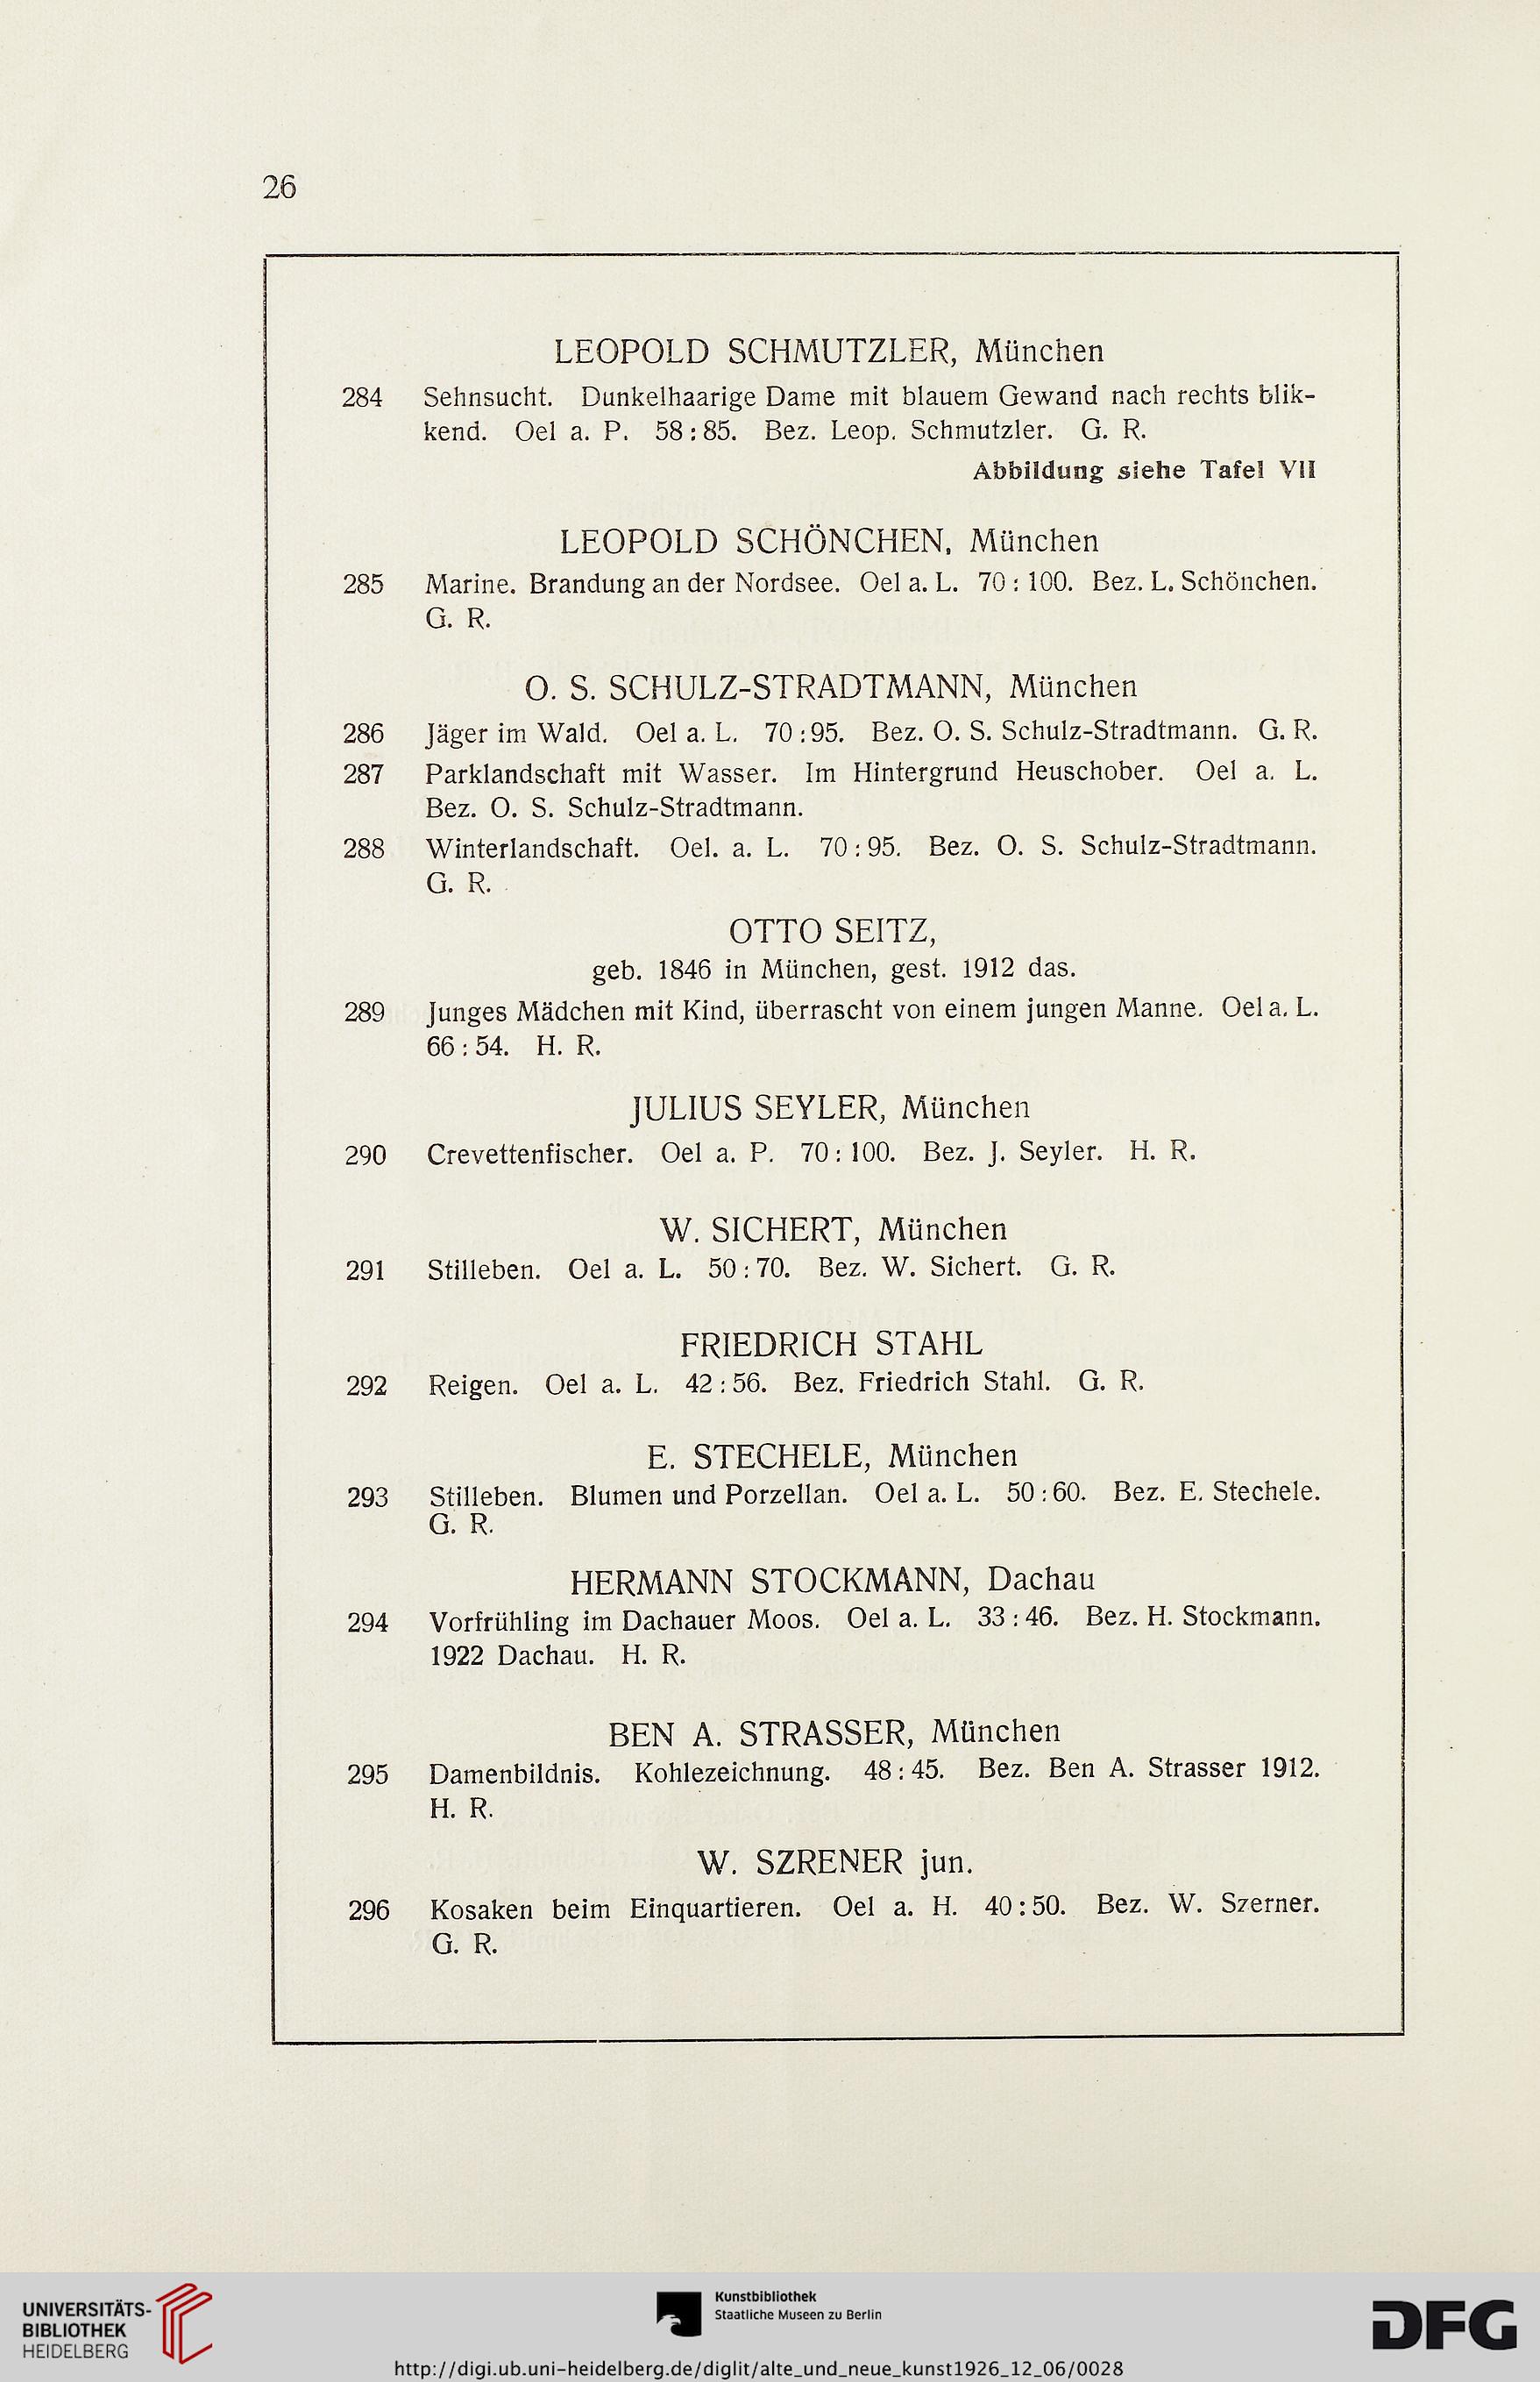 26
LEOPOLD SCHMUTZLER, München
284 Sehnsucht. Dunkelhaarige Dame mit blauem Gewand nach rechts blik-
kend. Oel a. P. 58 : 85. Bez. Leop. Schmutzler. G. R.
Abbildung siehe Tafel VII
LEOPOLD SCHÖNCHEN, München
285 Marine. Brandung an der Nordsee. Oel a. L. 70 : 100. Bez. L. Schönchen.
G. R.
O. S. SCHULZ-STRADTMANN, München
286 Jäger im Wald. Oel a. L. 70 : 95. Bez. O. S. Schulz-Stradtmann. G. R.
287 Parklandschaft mit Wasser. Im Hintergrund Heuschober. Oel a. L.
Bez. O. S. Schulz-Stradtmann.
288 Winterlandschaft. Oel. a. L. 70 : 95. Bez. O. S. Schulz-Stradtmann.
G. R.
OTTO SEITZ,
geb. 1846 in München, gest. 1912 das.
289 Junges Mädchen mit Kind, überrascht von einem jungen Manne. Oel a. L.
66 : 54. H. R.
JULIUS SEYLER, München
290 Crevettenfischer. Oel a. P. 70 : 100. Bez. J. Seyler. H. R.
W. SICHERT, München
291 Stilleben. Oel a. L. 50 : 70. Bez. W. Sichert. G. R.
FRIEDRICH STAHL
292 Reigen. Oel a. L. 42 : 56. Bez. Friedrich Stahl. G. R.
E. STECHELE, München
293 Stilleben. Blumen und Porzellan. Oel a. L. 50 : 60. Bez. E. Stechele.
G. R.
HERMANN STOCKMANN, Dachau
294 Vorfrühling im Dachauer Moos. Oel a. L. 33 : 46. Bez. H. Stockmann.
1922 Dachau. H. R.
BEN A. STRASSER, München
295 Damenbildnis. Kohlezeichnung. 48 : 45. Bez. Ben A. Strasser 1912.
H. R.
W. SZRENER jun.
296 Kosaken beim Einquartieren. Oel a. H. 40 : 50. Bez. W. Szerner.
G. R.
UNIVERSITÄTS-
BIBLIOTHEK
HEIDELBERG
Kunstbibliothek
Staatliche Museen zu Berlin
DFG
http://digi.ub.uni-heidelberg.de/diglit/alte_und_neue_kunst1926_12_06/0028